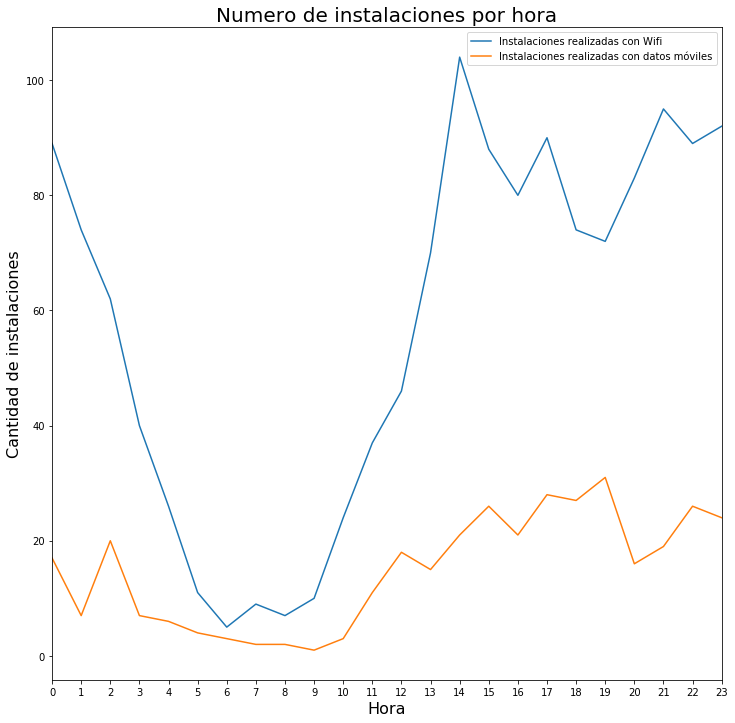 Numero de instalaciones por hora
Instalaciones realizadas con Wifi
Instalaciones realizadas con datos móviles
100
80
60
40
20
0
Cantidad de instalaciones
0 1 2 3 4 5 6 7 8 9 10 11 12 13 14 15 16 17 18 19 20 21 22 23
Hora